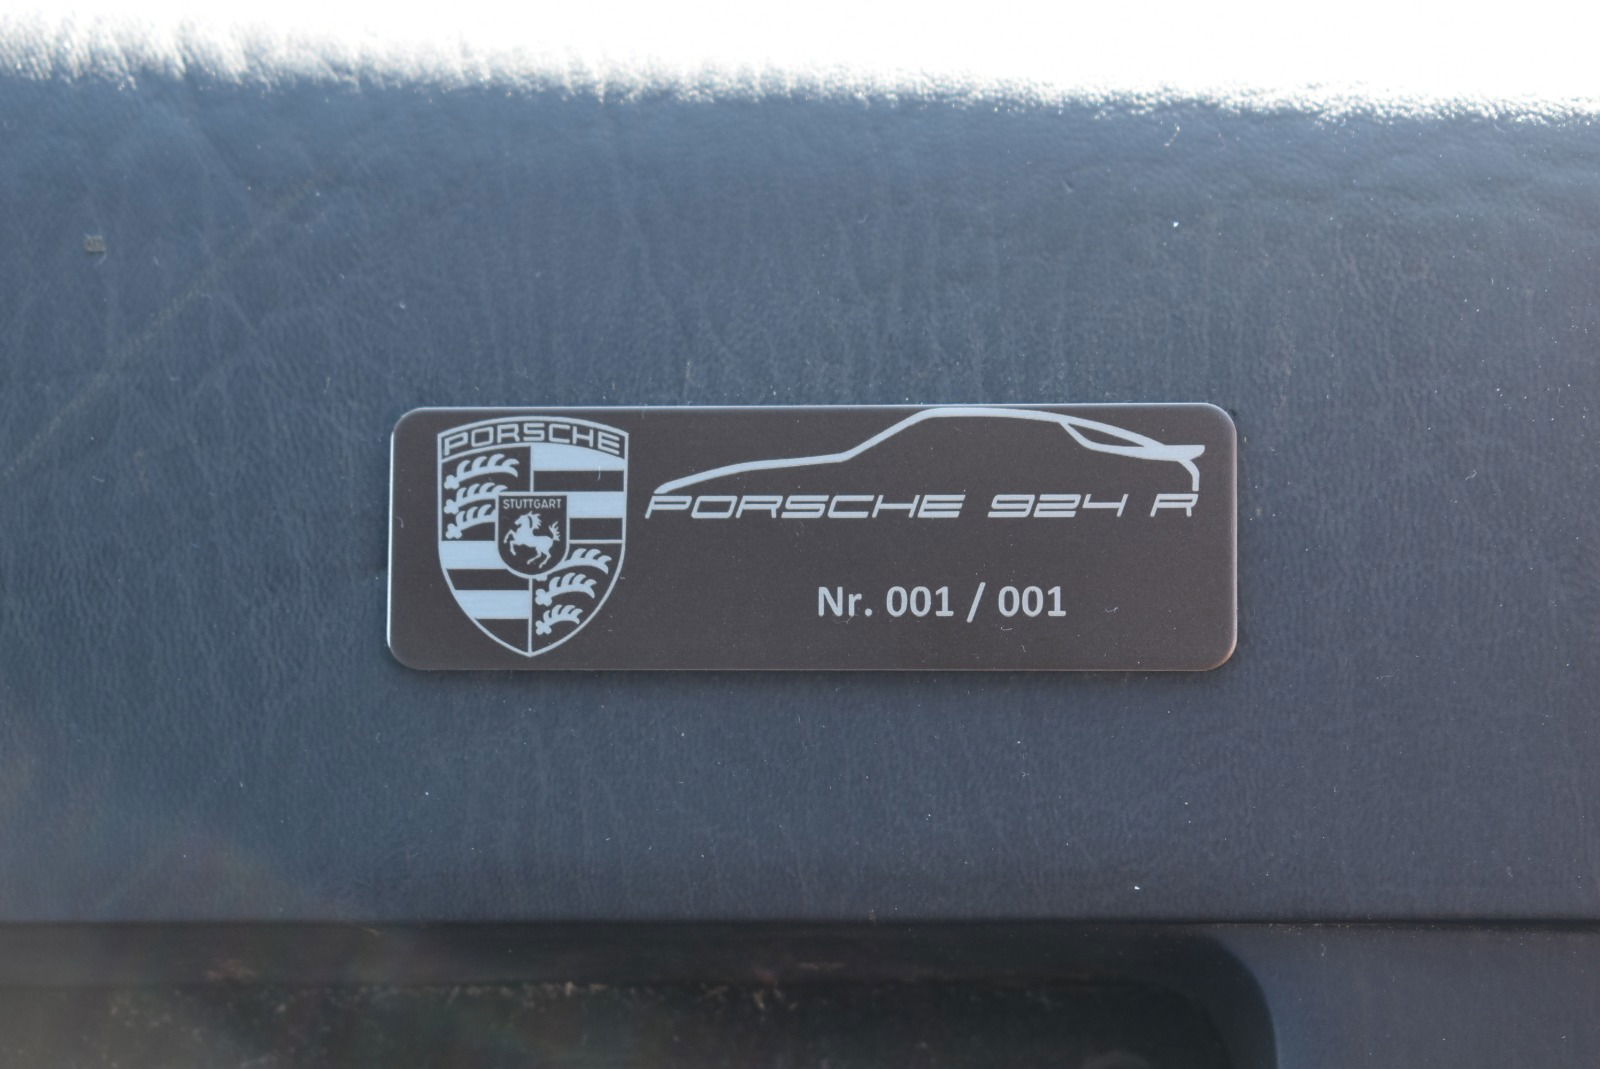 PORSCHE
STUTTGART
PORSCHE 924 R
Nr. 001 / 001